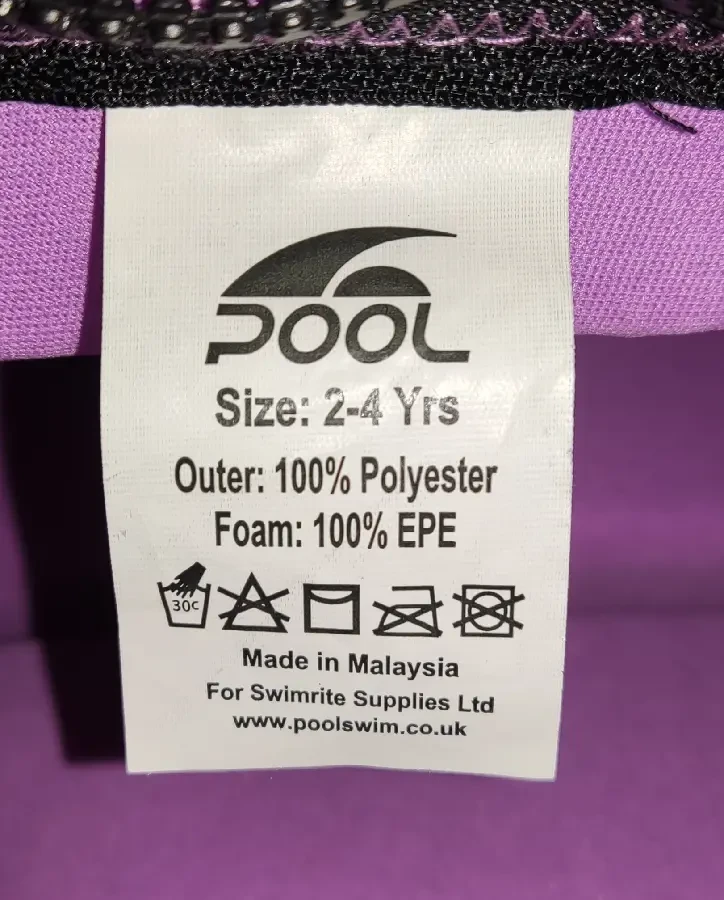 POOL
Size: 2-4 Yrs
Outer: 100% Polyester
Foam: 100% EPE
30c
Made in Malaysia
For Swimrite Supplies Ltd
www.poolswim.co.uk